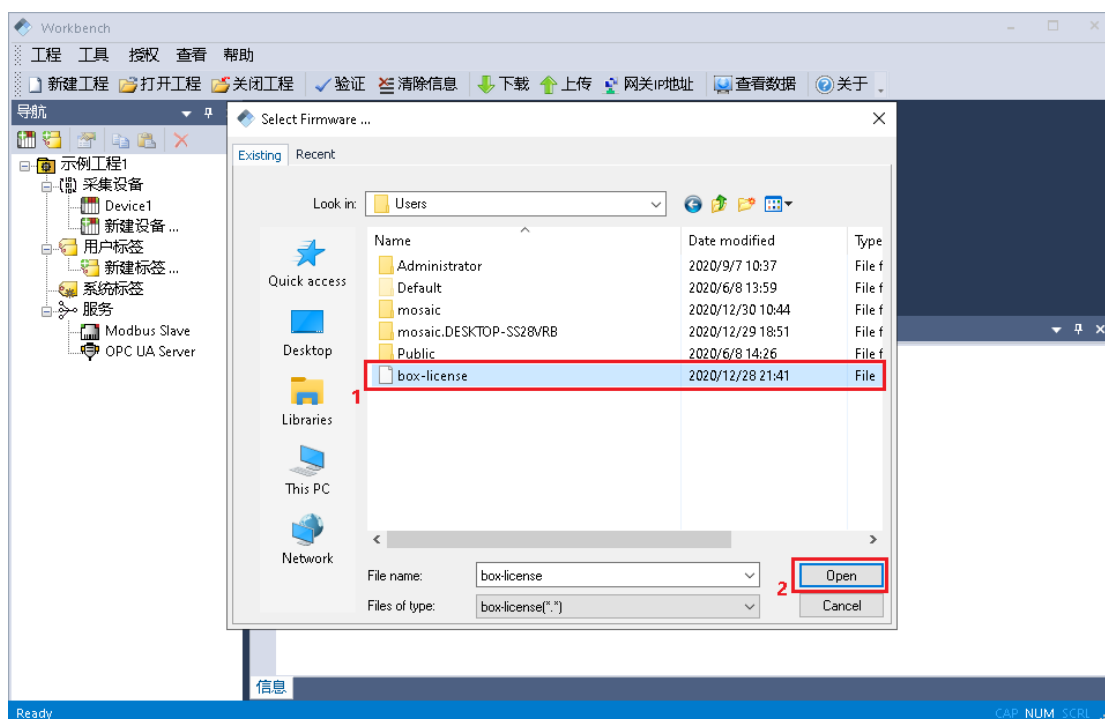 Workbench
工程 工具 授权 查看 帮助
新建工程 打开工程 关闭工程 验证 清除信息 下载 上传 网关IP地址 查看数据 关于
导航
示例工程1
采集设备
Device1
新建设备 ...
用户标签
新建标签 ...
系统标签
服务
Modbus Slave
OPC UA Server
Select Firmware ...
Existing Recent
Look in: Users
Quick access
Desktop
Libraries
This PC
Network
Name Date modified Type
Administrator 2020/9/7 10:37 File f
Default 2020/6/8 13:59 File f
mosaic 2020/12/30 10:44 File f
mosaic.DESKTOP-SS28VRB 2020/12/29 18:51 File f
Public 2020/6/8 14:26 File f
box-license 2020/12/28 21:41 File
1
File name: box-license
2 Open
Files of type: box-license(*.*) Cancel
信息
Ready CAP NUM SCRL